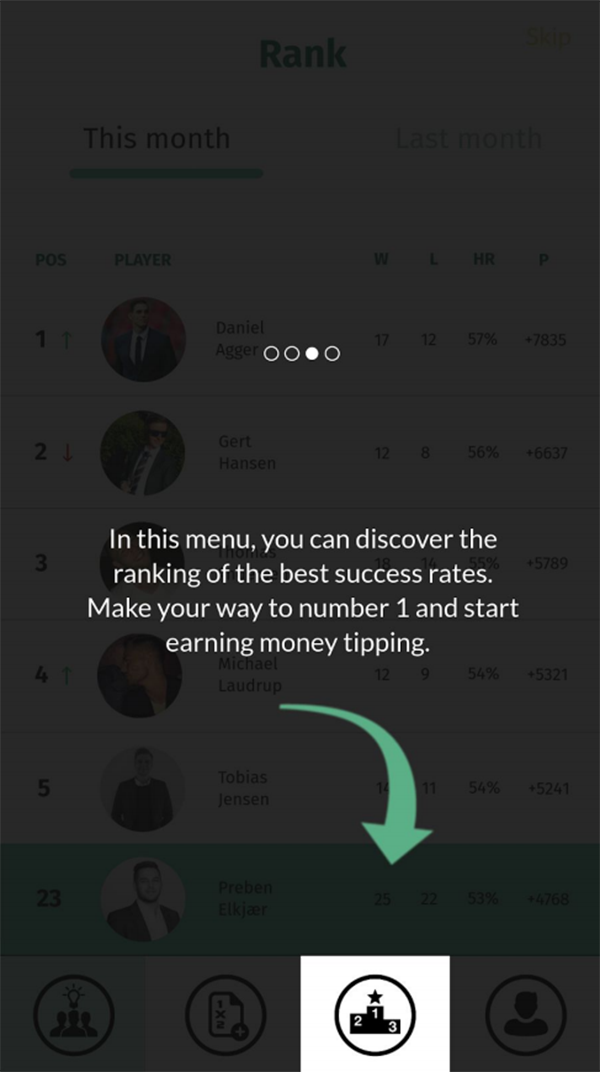 Skip
Rank
This month Last month
POS PLAYER W L HR P
1 Daniel Agger 17 12 57% +7835
2 Gert Hansen 12 8 56% +6637
In this menu, you can discover the
ranking of the best success rates.
Make your way to number 1 and start
earning money tipping.
3 Thomas 18 14 55% +5789
4 Michael Laudrup 12 9 54% +5321
5 Tobias Jensen 14 11 54% +5241
23 Preben Elkjær 25 22 53% +4768
1 X 2
2 1 3